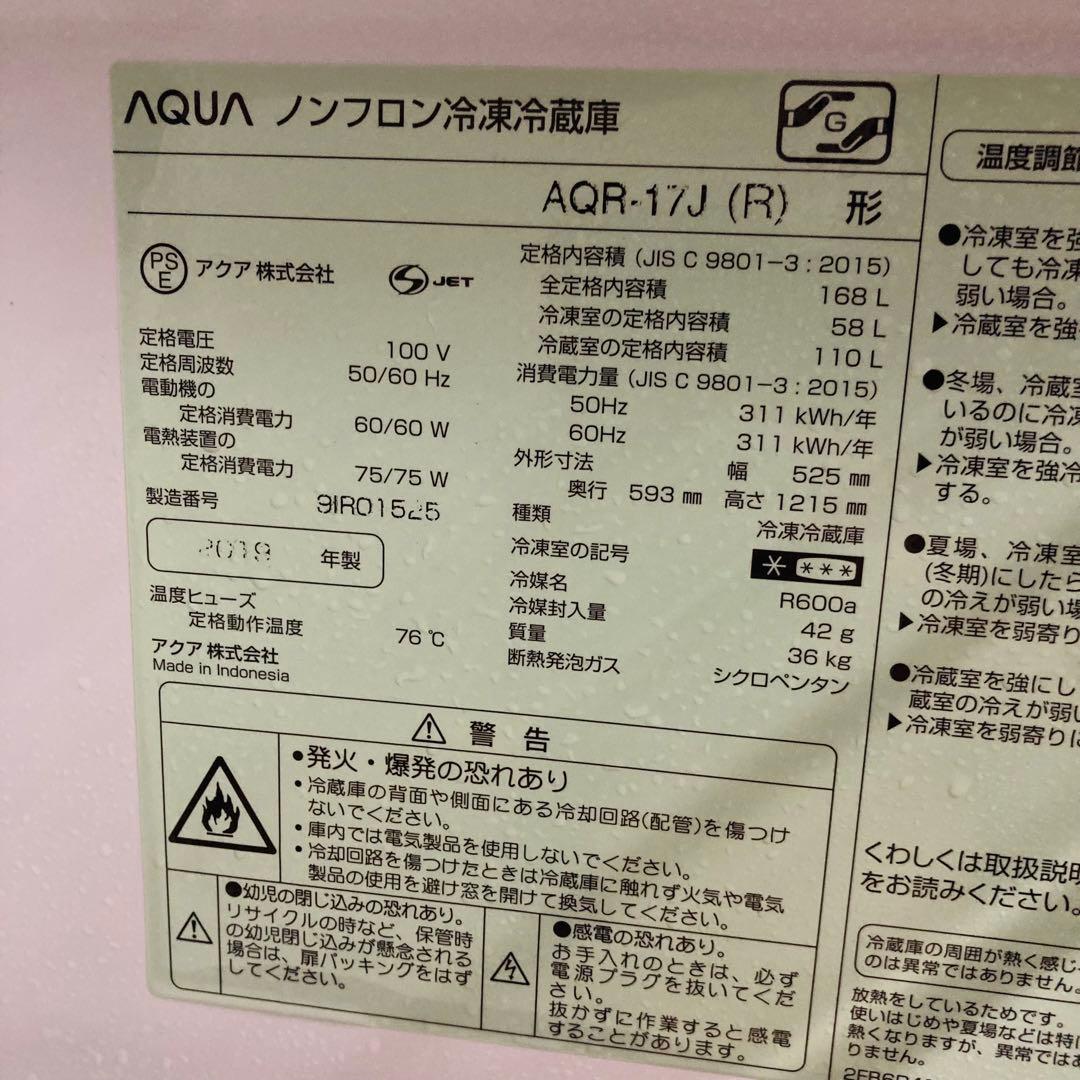 AQUA ノンフロン冷凍冷蔵庫
G
AQR-17J (R) 形
PS
E
アクア 株式会社
JET
定格電圧 100 V
定格周波数 50/60 Hz
電動機の
定格消費電力 60/60 W
電熱装置の
定格消費電力 75/75 W
製造番号 9IR01525
2019 年製
温度ヒューズ
定格動作温度 76 ℃
アクア 株式会社
Made in Indonesia
定格内容積 (JIS C 9801-3 : 2015)
全定格内容積 168 L
冷凍室の定格内容積 58 L
冷蔵室の定格内容積 110 L
消費電力量 (JIS C 9801-3 : 2015)
50Hz 311 kWh/年
60Hz 311 kWh/年
外形寸法 幅 525 ㎜
奥行 593 ㎜ 高さ 1215 ㎜
種類 冷凍冷蔵庫
冷凍室の記号 * ***
冷媒名 R600a
冷媒封入量 42 g
質量 36 kg
断熱発泡ガス シクロペンタン
警告
●発火・爆発の恐れあり
・冷蔵庫の背面や側面にある冷却回路(配管)を傷つけ
ないでください。
・庫内では電気製品を使用しないでください。
・冷却回路を傷つけたときは冷蔵庫に触れず火気や電気
製品の使用を避け窓を開けて換気してください。
●幼児の閉じ込みの恐れあり。
リサイクルの時など、保管時
の幼児閉じ込みが懸念される
場合は、扉パッキングをはず
してください。
●感電の恐れあり。
お手入れのときは、必ず
電源プラグを抜いてくだ
さい。
抜かずに作業すると感電
することがあります。
温度調節
●冷凍室を強
しても冷凍
弱い場合。
▶冷蔵室を強
●冬場、冷蔵室
いるのに冷凍
が弱い場合。
▶冷凍室を強冷
する。
●夏場、冷凍室
(冬期)にしたら
の冷えが弱い場
▶冷凍室を弱寄り
●冷蔵室を強にし
蔵室の冷えが弱い
▶冷凍室を弱寄りに
くわしくは取扱説明
をお読みください。
冷蔵庫の周囲が熱く感じ
のは異常ではありません。
放熱をしているためです。
使いはじめや夏場などは特に
熱くなりますが、異常ではあ
りません。